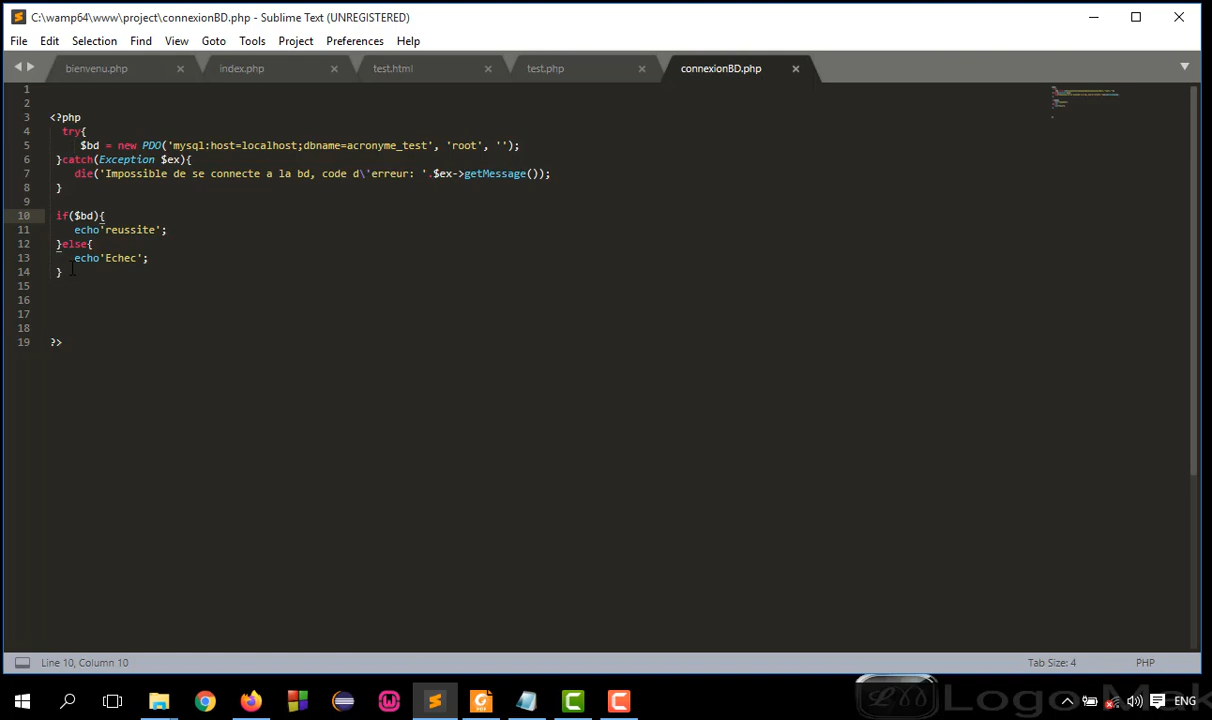 C:\wamp64\www\project\connexionBD.php - Sublime Text (UNREGISTERED)
File Edit Selection Find View Goto Tools Project Preferences Help
bienvenu.php index.php test.html test.php connexionBD.php
1
2
3 <?php
4 try{
5 $bd = new PDO('mysql:host=localhost;dbname=acronyme_test', 'root', '');
6 }catch(Exception $ex){
7 die('Impossible de se connecte a la bd, code d\'erreur: '.$ex->getMessage());
8 }
9
10 if($bd){
11 echo'reussite';
12 }else{
13 echo'Echec';
14 }
15
16
17
18
19 ?>
Line 10, Column 10 Tab Size: 4 PHP
ENG
Logo Mak